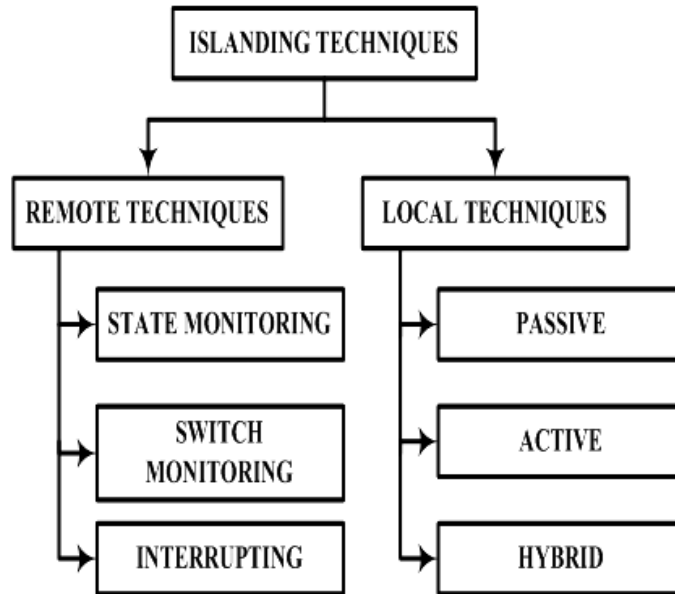 ISLANDING TECHNIQUES
REMOTE TECHNIQUES
STATE MONITORING
SWITCH
MONITORING
INTERRUPTING
LOCAL TECHNIQUES
PASSIVE
ACTIVE
HYBRID